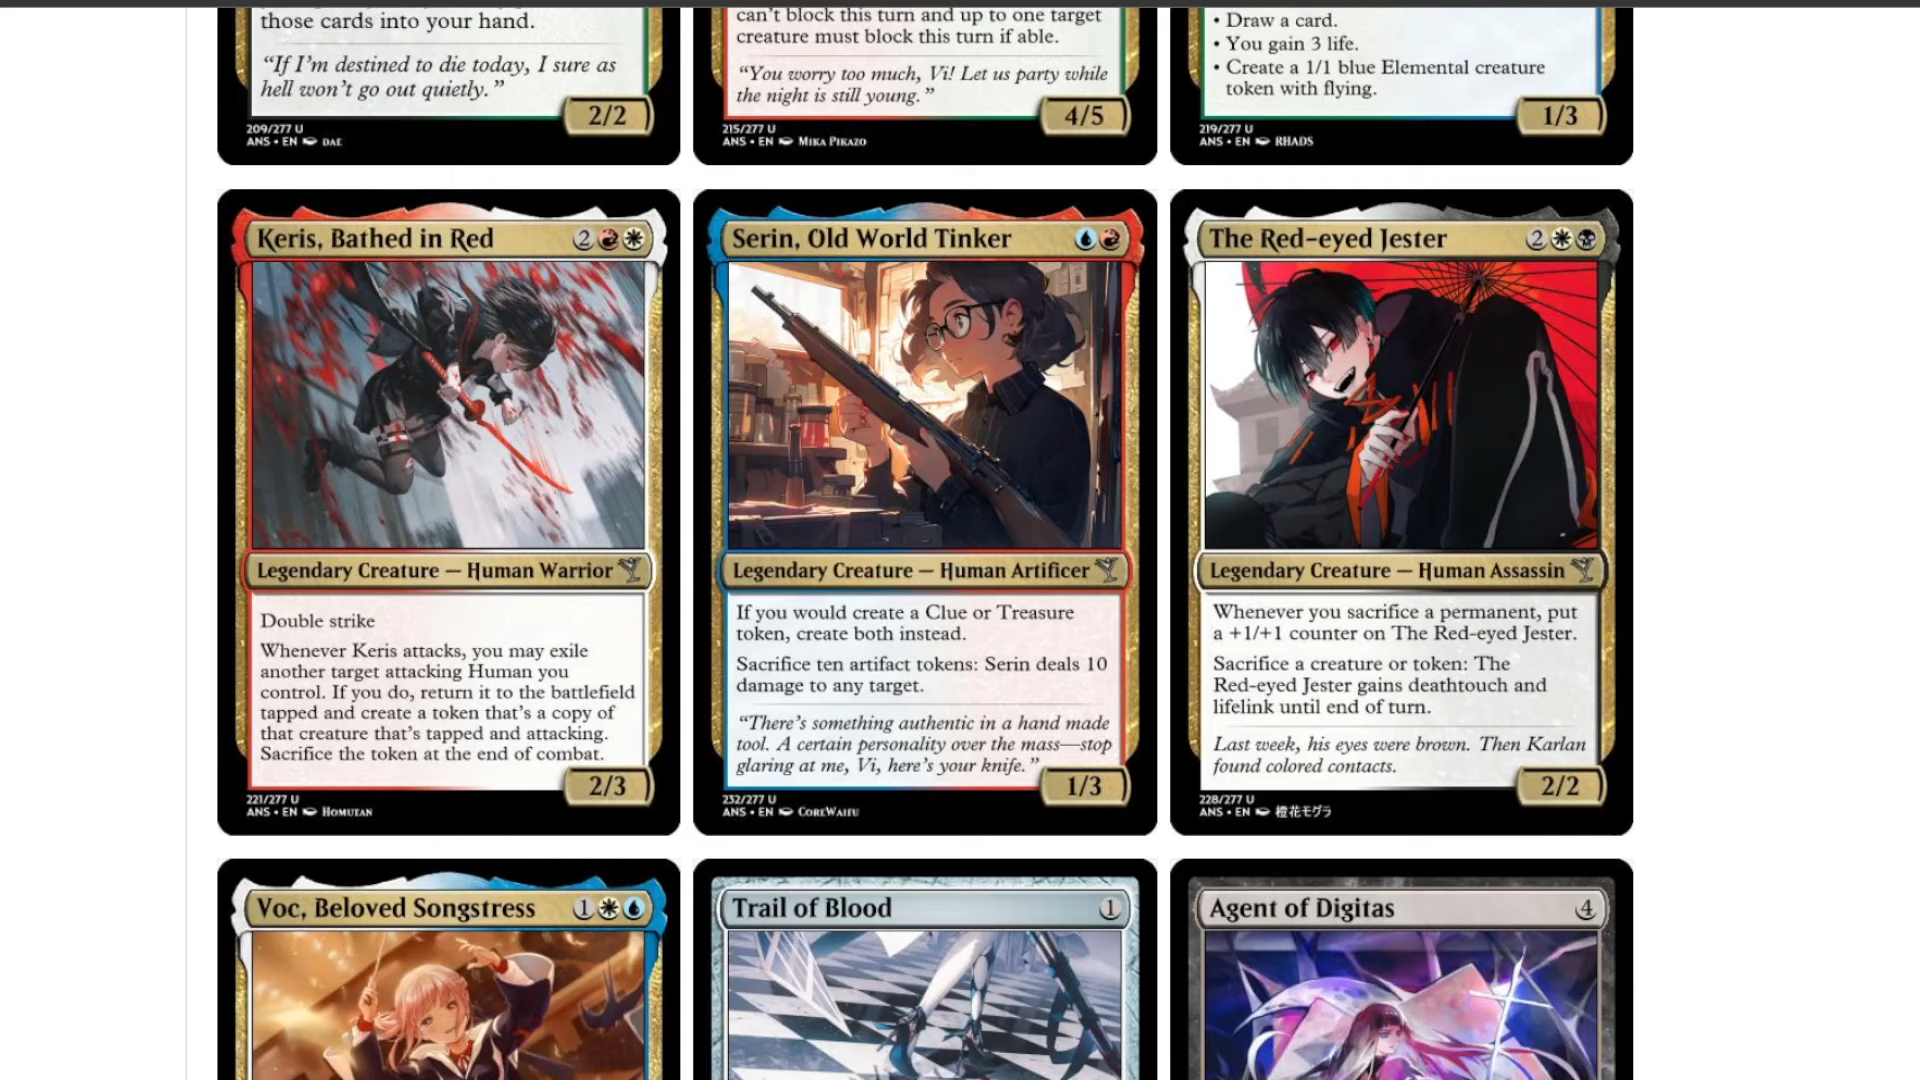 those cards into your hand.
"If I'm destined to die today, I sure as
hell won't go out quietly."
2/2
209/277 U
ANS • EN DAE
can't block this turn and up to one target
creature must block this turn if able.
"You worry too much, Vi! Let us party while
the night is still young."
4/5
215/277 U
ANS • EN MIKA PIKAZO
• Draw a card.
• You gain 3 life.
• Create a 1/1 blue Elemental creature
token with flying.
1/3
219/277 U
ANS • EN RHADS
Keris, Bathed in Red 2
Legendary Creature — Human Warrior
Double strike
Whenever Keris attacks, you may exile
another target attacking Human you
control. If you do, return it to the battlefield
tapped and create a token that's a copy of
that creature that's tapped and attacking.
Sacrifice the token at the end of combat.
2/3
221/277 U
ANS • EN HOMUTAN
Serin, Old World Tinker
Legendary Creature — Human Artificer
If you would create a Clue or Treasure
token, create both instead.
Sacrifice ten artifact tokens: Serin deals 10
damage to any target.
"There's something authentic in a hand made
tool. A certain personality over the mass—stop
glaring at me, Vi, here's your knife."
1/3
232/277 U
ANS • EN COREWAIFU
The Red-eyed Jester 2
Legendary Creature — Human Assassin
Whenever you sacrifice a permanent, put
a +1/+1 counter on The Red-eyed Jester.
Sacrifice a creature or token: The
Red-eyed Jester gains deathtouch and
lifelink until end of turn.
Last week, his eyes were brown. Then Karlan
found colored contacts.
2/2
228/277 U
ANS • EN 橙花モグラ
Voc, Beloved Songstress 1
Trail of Blood 1
Agent of Digitas 4